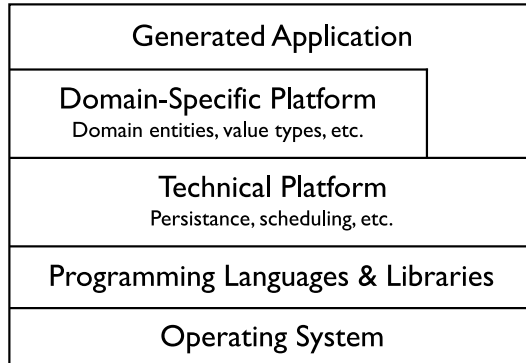 Generated Application
Domain-Specific Platform
Domain entities, value types, etc.
Technical Platform
Persistance, scheduling, etc.
Programming Languages & Libraries
Operating System